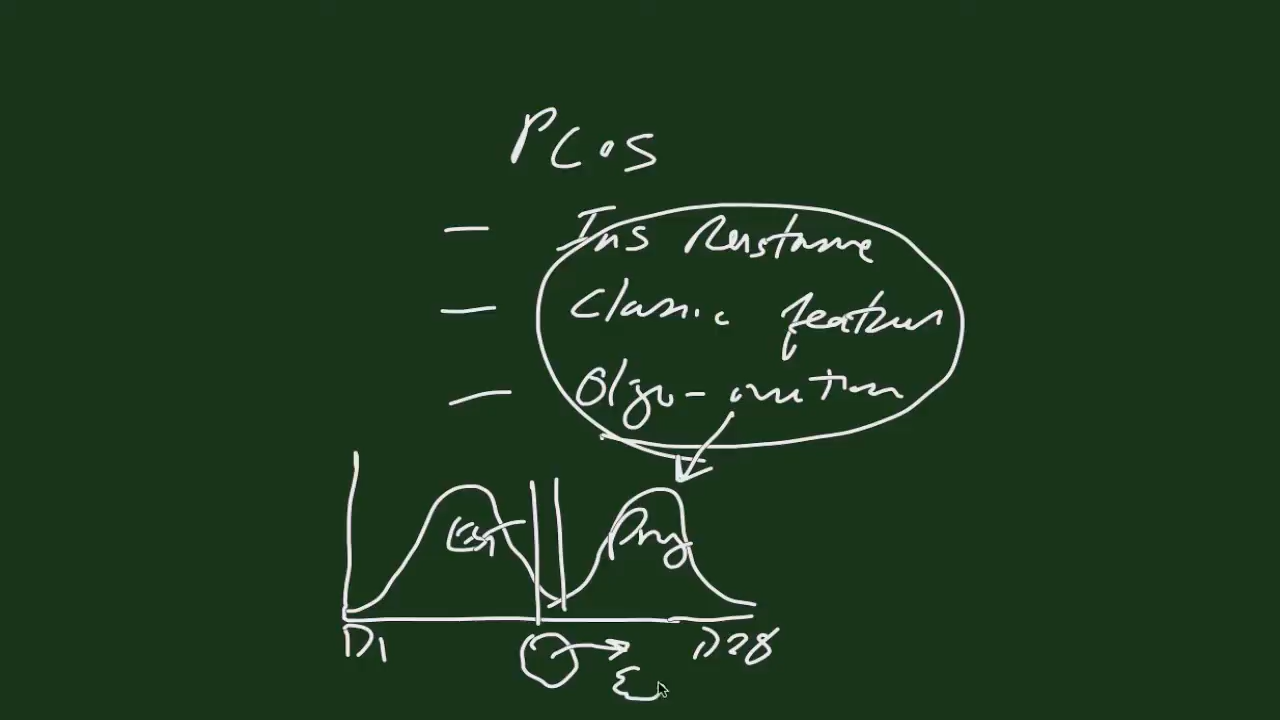 PCOS
— Ins Resistance
— Classic features
— Oligo-ovulation
Est Prog
D1 D28
E